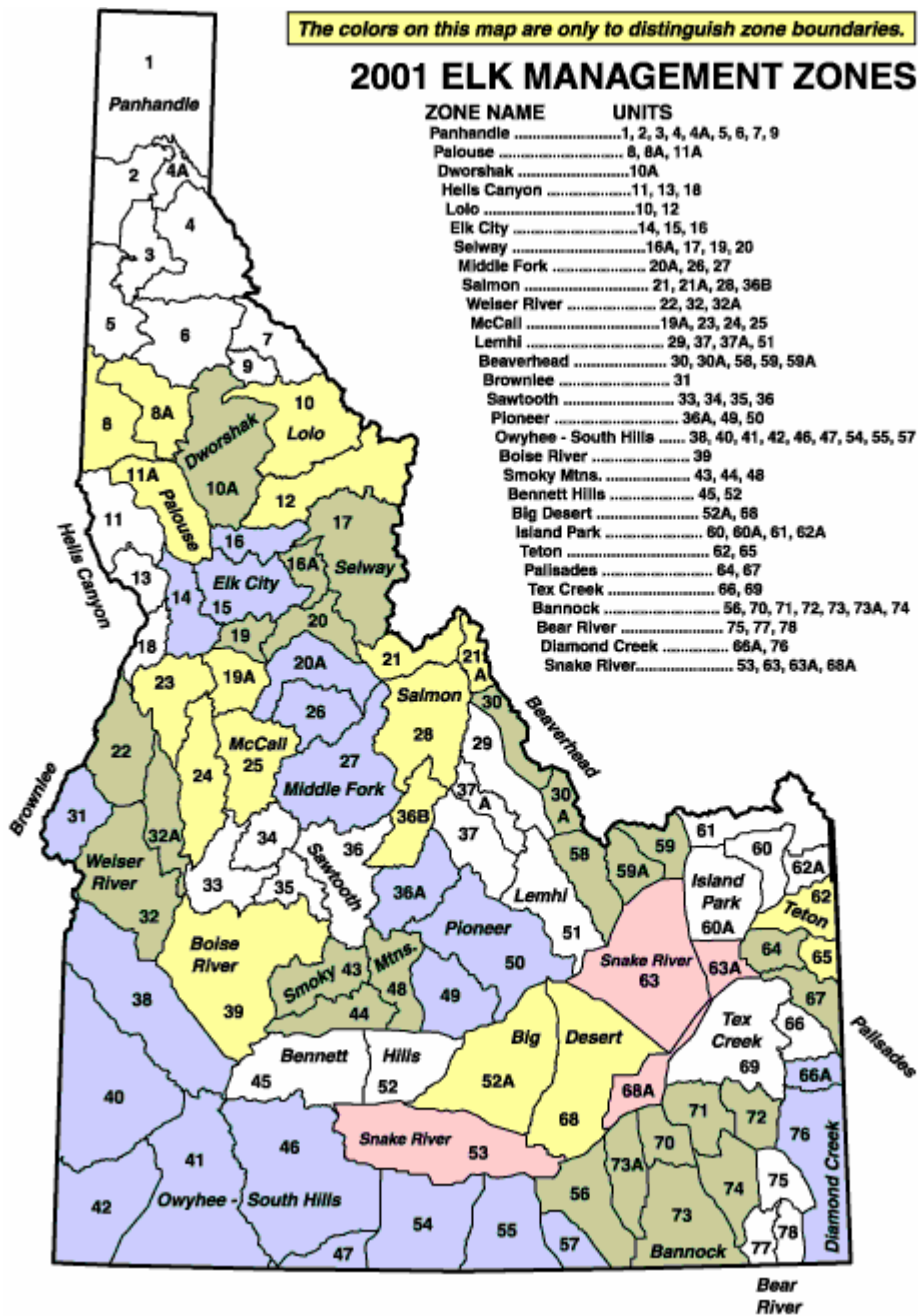 The colors on this map are only to distinguish zone boundaries.
2001 ELK MANAGEMENT ZONES
ZONE NAME UNITS
Panhandle ........................1, 2, 3, 4, 4A, 5, 6, 7, 9
Palouse .............................. 8, 8A, 11A
Dworshak ..........................10A
Hells Canyon .....................11, 13, 18
Lolo ....................................10, 12
Elk City ..............................14, 15, 16
Selway ...............................16A, 17, 19, 20
Middle Fork ....................... 20A, 26, 27
Salmon .............................. 21, 21A, 28, 36B
Weiser River ...................... 22, 32, 32A
McCall ................................19A, 23, 24, 25
Lemhi ................................. 29, 37, 37A, 51
Beaverhead ....................... 30, 30A, 58, 59, 59A
Brownlee ........................... 31
Sawtooth ........................... 33, 34, 35, 36
Pioneer .............................. 36A, 49, 50
Owyhee - South Hills ...... 38, 40, 41, 42, 46, 47, 54, 55, 57
Boise River ........................ 39
Smoky Mtns. ..................... 43, 44, 48
Bennett Hills ..................... 45, 52
Big Desert ......................... 52A, 68
Island Park ........................ 60, 60A, 61, 62A
Teton .................................. 62, 65
Palisades ........................... 64, 67
Tex Creek .......................... 66, 69
Bannock ............................. 56, 70, 71, 72, 73, 73A, 74
Bear River .......................... 75, 77, 78
Diamond Creek ................. 66A, 76
Snake River....................... 53, 63, 63A, 68A
1
Panhandle
2
4A
4
3
5
6
7
9
8
8A
Dworshak
10
Lolo
10A
11A
Palouse
12
11
Hells Canyon
13
16
17
16A
Selway
14
Elk City
15
18
19
20
20A
21
21A
23
19A
26
Salmon
30
Beaverhead
22
24
McCall
25
27
Middle Fork
28
29
Brownlee
31
32A
36B
37A
30A
Weiser River
34
36
37
58
59
59A
61
60
62A
33
35
Sawtooth
36A
Lemhi
Island Park
62
Teton
32
60A
Boise River
Pioneer
51
Snake River
63
63A
64
65
38
39
Smoky
43
Mtns.
48
50
49
67
44
Tex Creek
66
Palisades
Bennett Hills
Big Desert
69
66A
40
45
52
52A
68
68A
71
72
76
Snake River
53
70
73A
41
46
Diamond Creek
42
Owyhee - South Hills
56
74
75
54
55
57
73
47
Bannock
77
78
Bear River